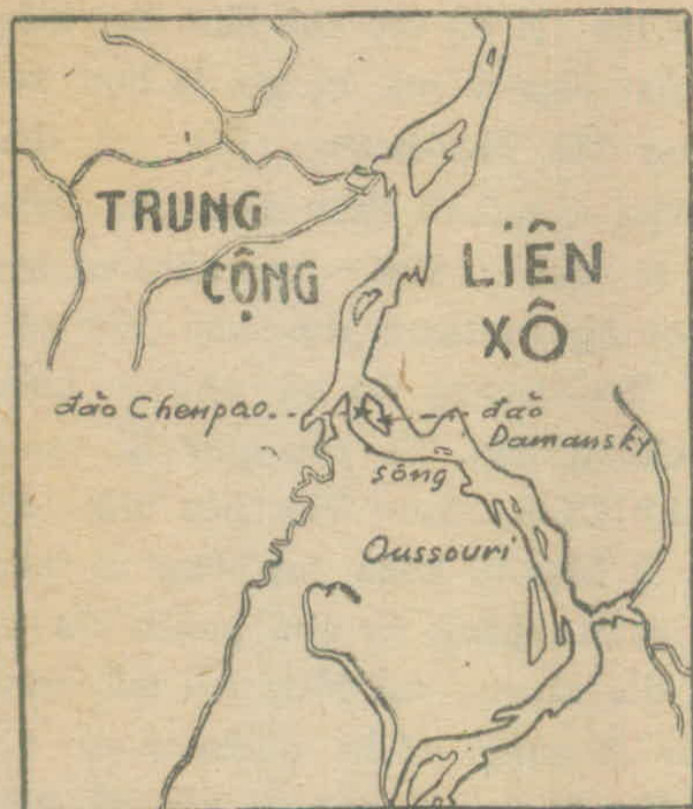 TRUNG
CỘNG
LIÊN
XÔ
đảo Chenpao
đảo
Damansky
sông
Oussouri